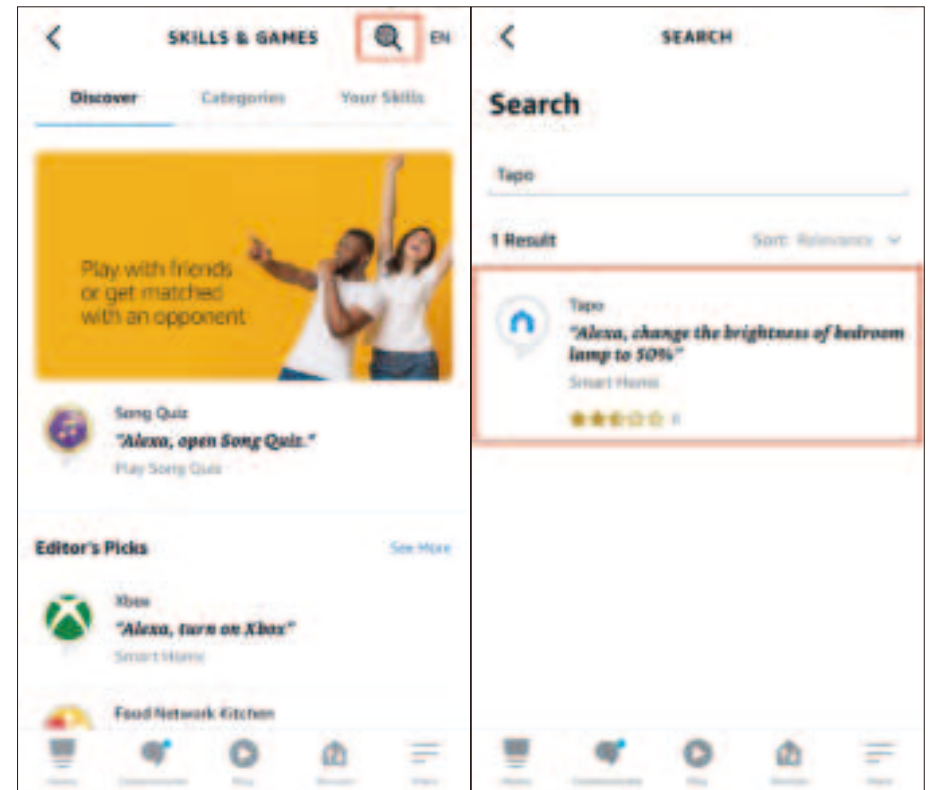 SKILLS & GAMES
EN
Discover
Categories
Your Skills
Play with friends
or get matched
with an opponent
Song Quiz
"Alexa, open Song Quiz."
Play Song Quiz
Editor's Picks
See More
Xbox
"Alexa, turn on Xbox"
Smart Home
Food Network Kitchen
SEARCH
Search
Tapo
1 Result
Sort: Relevance
Tapo
"Alexa, change the brightness of bedroom
lamp to 50%"
Smart Home